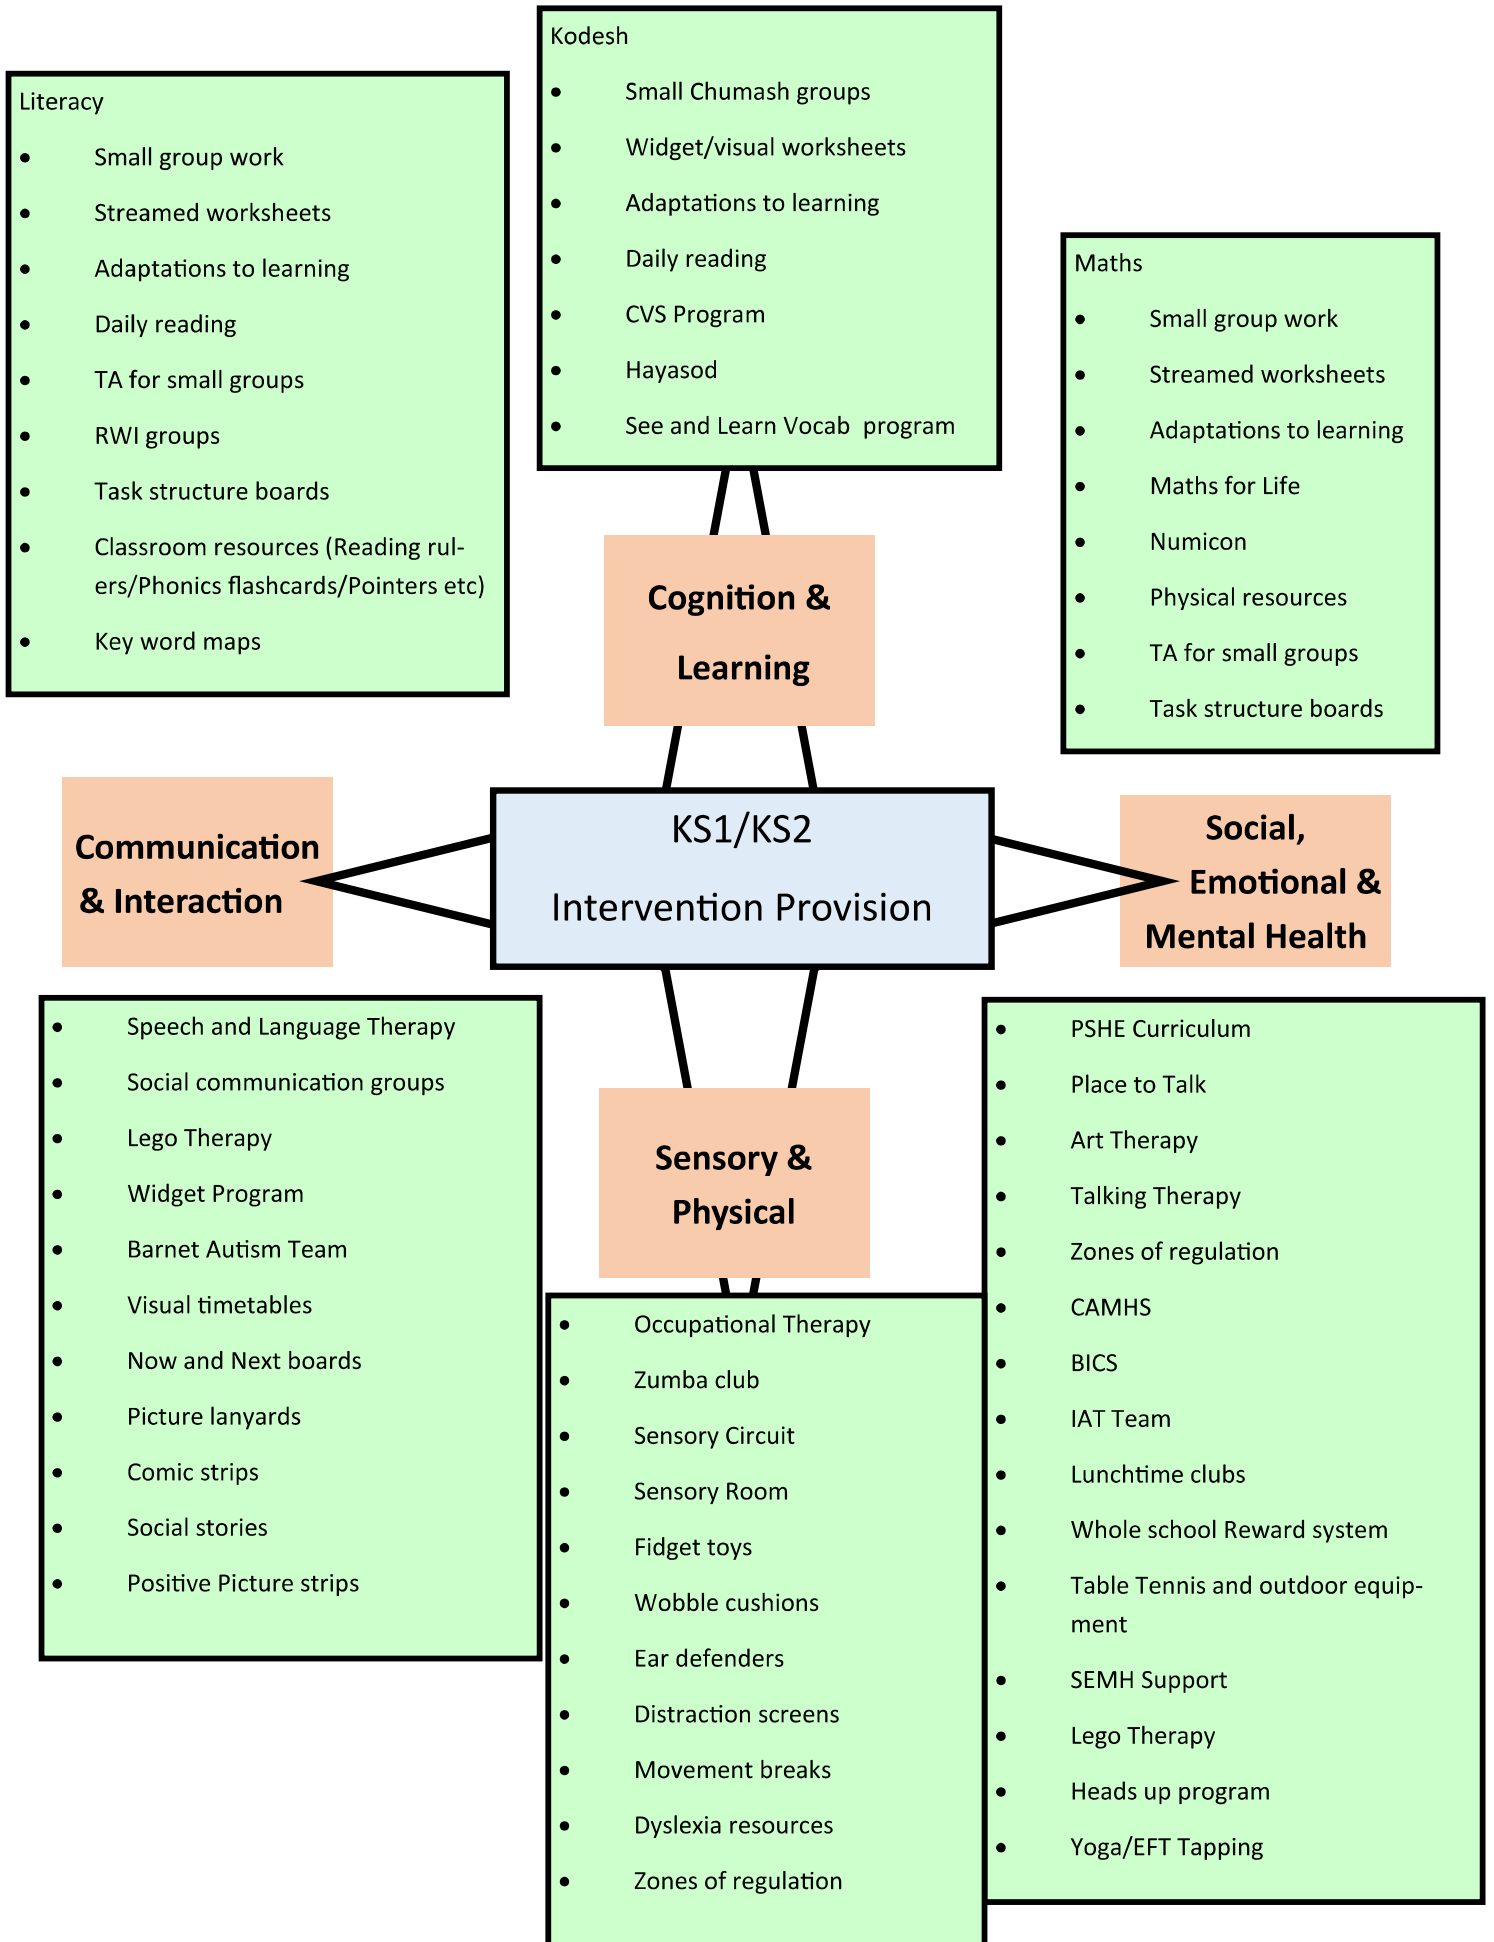 Kodesh
• Small Chumash groups
• Widget/visual worksheets
• Adaptations to learning
• Daily reading
• CVS Program
• Hayasod
• See and Learn Vocab  program
Literacy
• Small group work
• Streamed worksheets
• Adaptations to learning
• Daily reading
• TA for small groups
• RWI groups
• Task structure boards
• Classroom resources (Reading rul-
ers/Phonics flashcards/Pointers etc)
• Key word maps
Maths
• Small group work
• Streamed worksheets
• Adaptations to learning
• Maths for Life
• Numicon
• Physical resources
• TA for small groups
• Task structure boards
Cognition &
Learning
Communication
& Interaction
KS1/KS2
Intervention Provision
Social,
Emotional &
Mental Health
• Speech and Language Therapy
• Social communication groups
• Lego Therapy
• Widget Program
• Barnet Autism Team
• Visual timetables
• Now and Next boards
• Picture lanyards
• Comic strips
• Social stories
• Positive Picture strips
Sensory &
Physical
• Occupational Therapy
• Zumba club
• Sensory Circuit
• Sensory Room
• Fidget toys
• Wobble cushions
• Ear defenders
• Distraction screens
• Movement breaks
• Dyslexia resources
• Zones of regulation
• PSHE Curriculum
• Place to Talk
• Art Therapy
• Talking Therapy
• Zones of regulation
• CAMHS
• BICS
• IAT Team
• Lunchtime clubs
• Whole school Reward system
• Table Tennis and outdoor equip-
ment
• SEMH Support
• Lego Therapy
• Heads up program
• Yoga/EFT Tapping